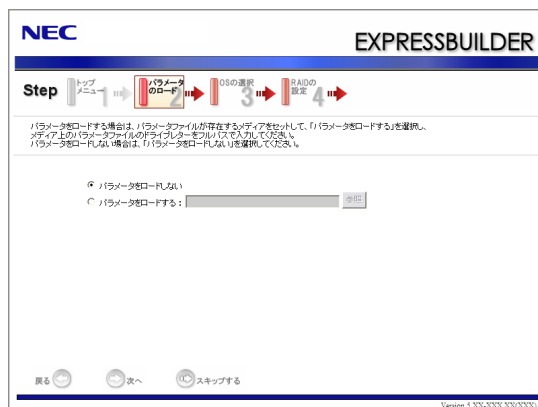 NEC
EXPRESSBUILDER
Step
トップ
メニュー 1
パラメータ
のロード 2
OSの選択
3
RAIDの
設定 4
パラメータをロードする場合は、パラメータファイルが存在するメディアをセットして、「パラメータをロードする」を選択し、
メディア上のパラメータファイルのドライブレターをフルパスで入力してください。
パラメータをロードしない場合は、「パラメータをロードしない」を選択してください。
パラメータをロードしない
パラメータをロードする：
参照
戻る
次へ
スキップする
Version 5.XX-XXX.XX(XXX)